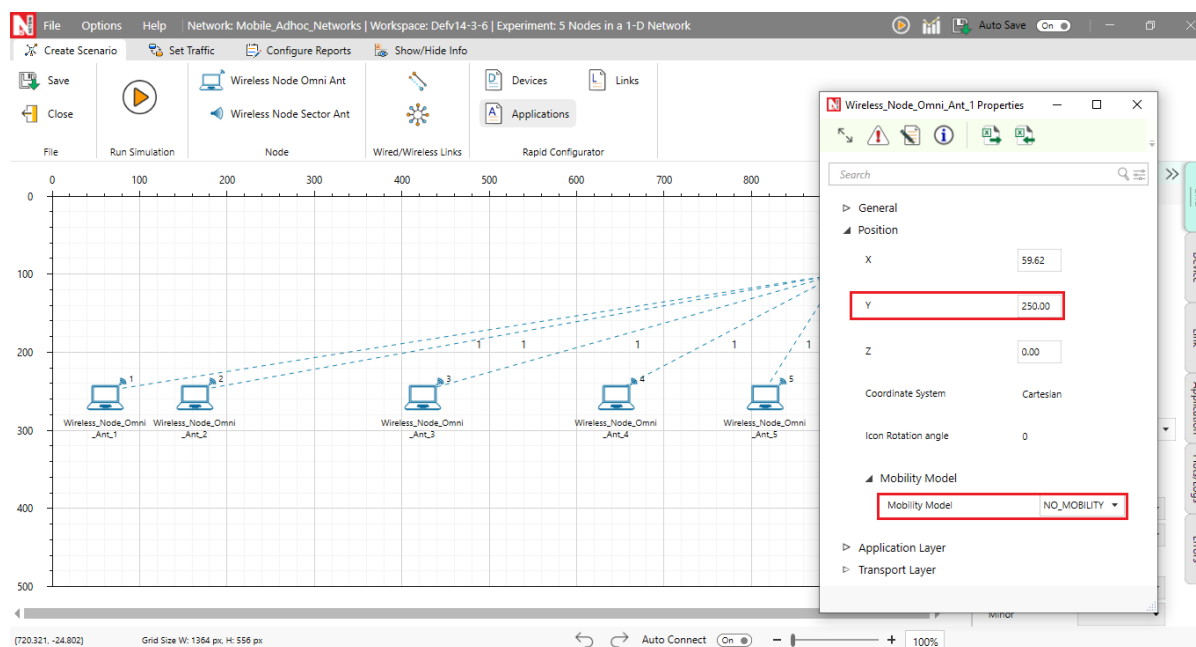 File Options Help Network: Mobile_Adhoc_Networks | Workspace: Defv14-3-6 | Experiment: 5 Nodes in a 1-D Network Auto Save On
Create Scenario Set Traffic Configure Reports Show/Hide Info
Save Wireless Node Omni Ant Devices Links
Close Wireless Node Sector Ant Applications
File Run Simulation Node Wired/Wireless Links Rapid Configurator
0 100 200 300 400 500 600 700 800
0
100
200
300
400
500
1 1 1 1 1
1 2 3 4 5
Wireless_Node_Omni
_Ant_1
Wireless_Node_Omni
_Ant_2
Wireless_Node_Omni
_Ant_3
Wireless_Node_Omni
_Ant_4
Wireless_Node_Omni
_Ant_5
Wireless_Node_Omni_Ant_1 Properties
Search
General
Position
X 59.62
Y 250.00
Z 0.00
Coordinate System Cartesian
Icon Rotation angle 0
Mobility Model
Mobility Model NO_MOBILITY
Application Layer
Transport Layer
Application
(720.321, -24.802) Grid Size W: 1364 px, H: 556 px Auto Connect On 100%